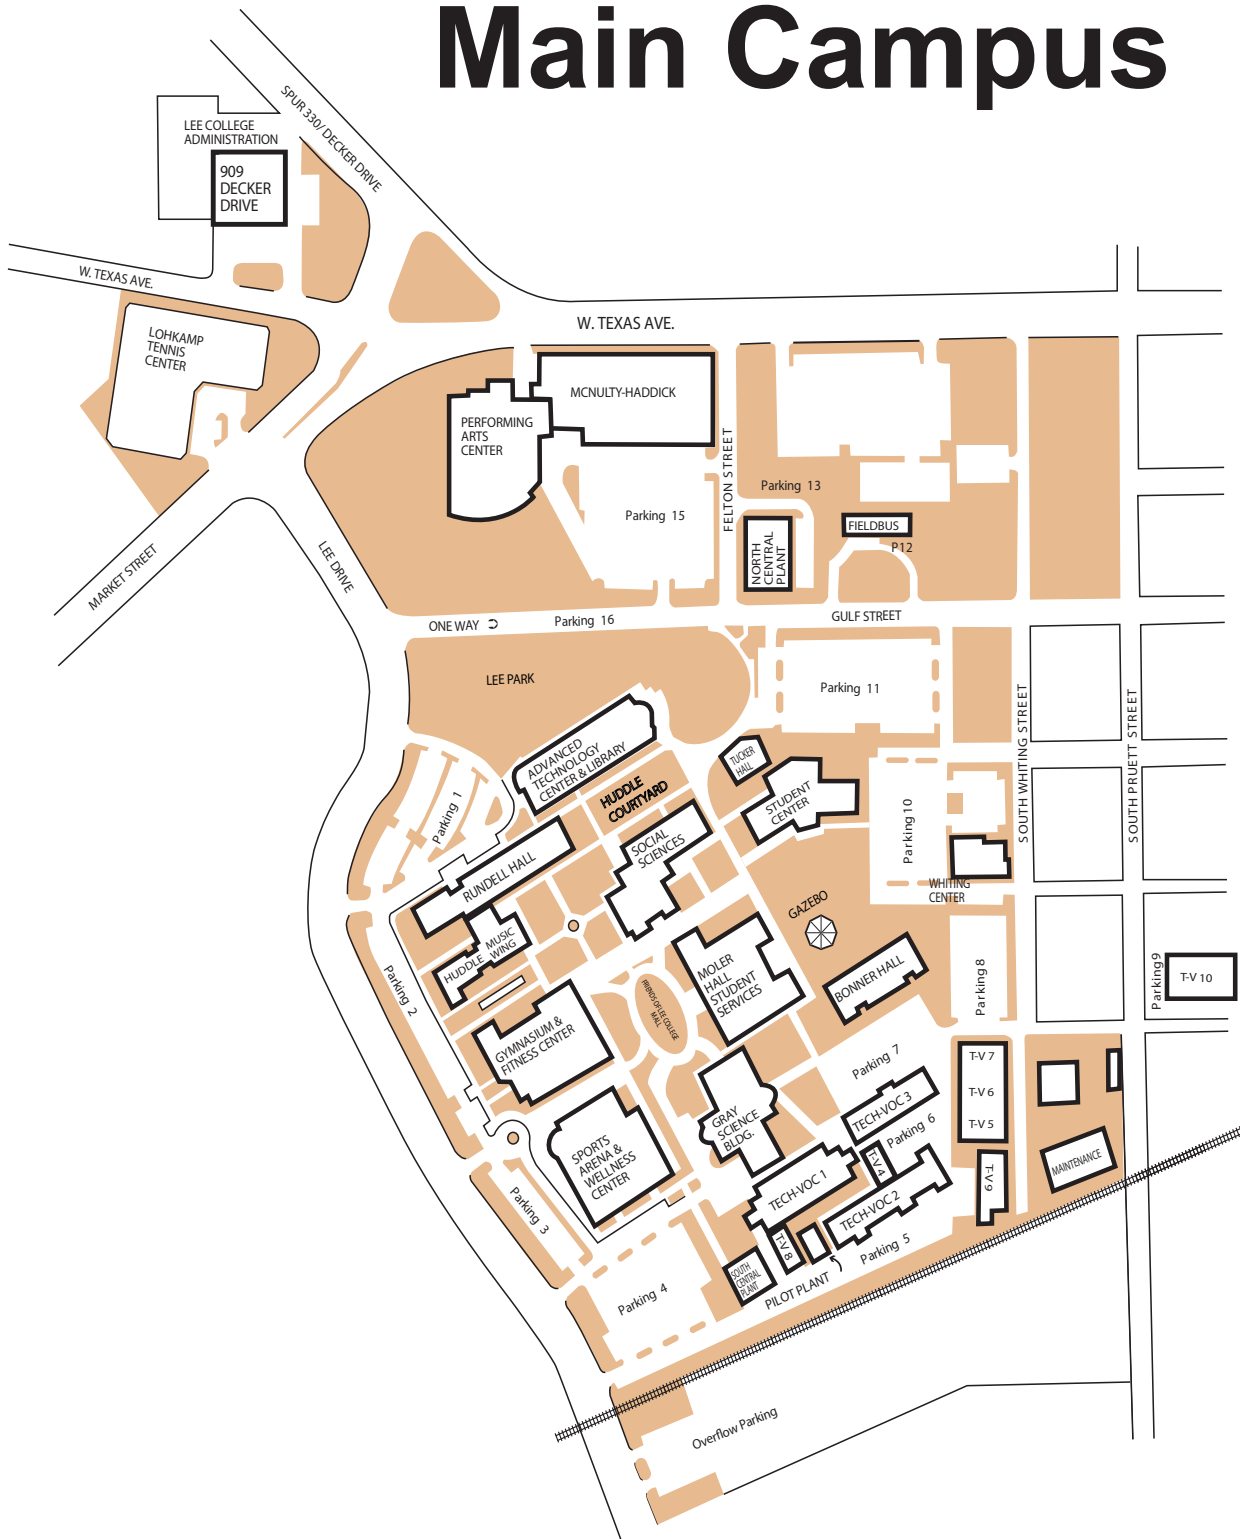 Main Campus
SPUR 330/ DECKER DRIVE
LEE COLLEGE
ADMINISTRATION
909
DECKER
DRIVE
W. TEXAS AVE.
W. TEXAS AVE.
LOHKAMP
TENNIS
CENTER
MCNULTY-HADDICK
PERFORMING
ARTS
CENTER
FELTON STREET
Parking 13
Parking 15
FIELDBUS
P12
NORTH
CENTRAL
PLANT
MARKET STREET
LEE DRIVE
ONE WAY
Parking 16
GULF STREET
LEE PARK
Parking 11
SOUTH WHITING STREET
SOUTH PRUETT STREET
ADVANCED
TECHNOLOGY
CENTER & LIBRARY
TUCKER
HALL
HUDDLE
COURTYARD
STUDENT
CENTER
Parking 1
Parking 10
SOCIAL
SCIENCES
RUNDELL HALL
WHITING
CENTER
GAZEBO
MUSIC
WING
HUDDLE
Parking 2
MOLER
HALL
STUDENT
SERVICES
BONNER HALL
Parking 8
Parking 9
T-V 10
FRIENDS OF LEE COLLEGE
MALL
GYMNASIUM &
FITNESS CENTER
Parking 7
T-V 7
T-V 6
T-V 5
TECH-VOC 3
Parking 6
GRAY
SCIENCE
BLDG.
SPORTS
ARENA &
WELLNESS
CENTER
T-V 4
T-V 9
MAINTENANCE
TECH-VOC 1
TECH-VOC 2
Parking 3
T-V 8
Parking 5
SOUTH
CENTRAL
PLANT
PILOT PLANT
Parking 4
Overflow Parking